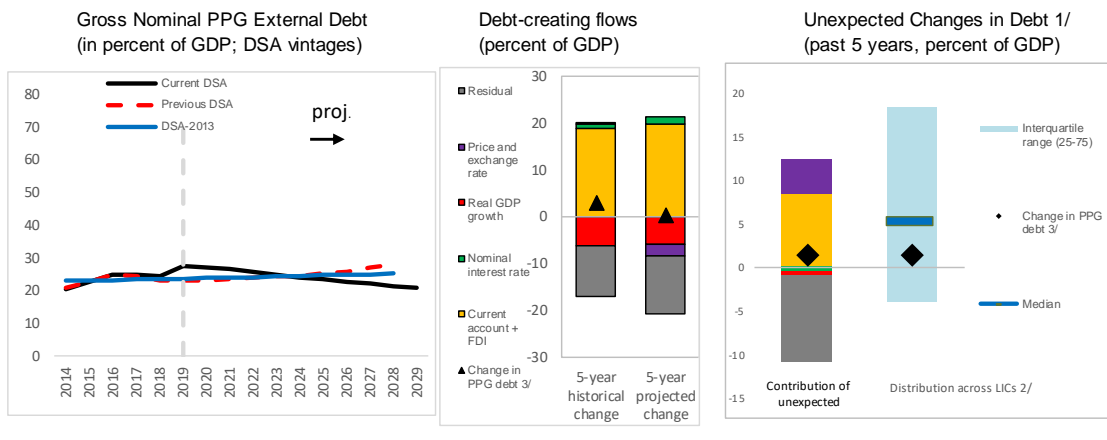 Gross Nominal PPG External Debt
(in percent of GDP; DSA vintages)
Current DSA
Previous DSA
DSA-2013
proj.
80
70
60
50
40
30
20
10
0
2014
2015
2016
2017
2018
2019
2020
2021
2022
2023
2024
2025
2026
2027
2028
2029
Debt-creating flows
(percent of GDP)
Residual
Price and
exchange
rate
Real GDP
growth
Nominal
interest rate
Current
account +
FDI
Change in
PPG debt 3/
30
20
10
0
-10
-20
-30
5-year
historical
change
5-year
projected
change
Unexpected Changes in Debt 1/
(past 5 years, percent of GDP)
20
15
10
5
0
-5
-10
-15
Interquartile
range (25-75)
Change in PPG
debt 3/
Median
Contribution of
unexpected
Distribution across LICs 2/